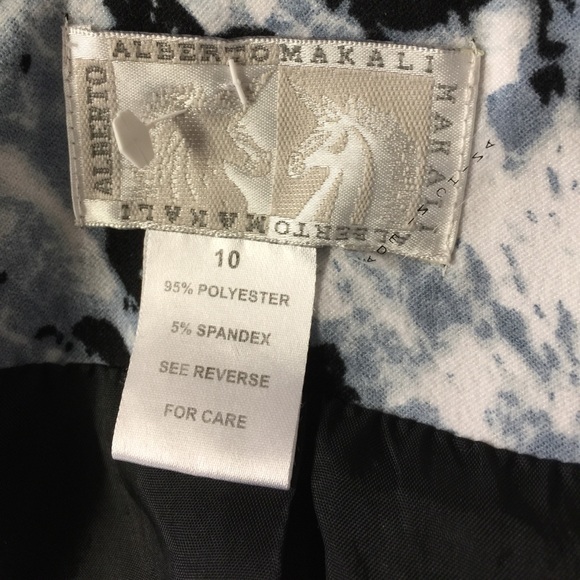 ALBERTO MAKALI
ALBERTO
MAKALI
ALBERTO MAKALI
10
95% POLYESTER
5% SPANDEX
SEE REVERSE
FOR CARE